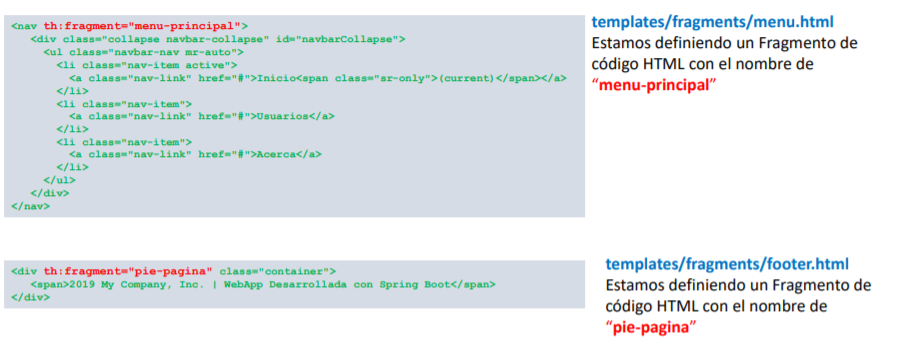 <nav th:fragment="menu-principal">
<div class="collapse navbar-collapse" id="navbarCollapse">
<ul class="navbar-nav mr-auto">
<li class="nav-item active">
<a class="nav-link" href="#">Inicio<span class="sr-only">(current)</span></a>
</li>
<li class="nav-item">
<a class="nav-link" href="#">Usuarios</a>
</li>
<li class="nav-item">
<a class="nav-link" href="#">Acerca</a>
</li>
</ul>
</div>
</nav>
templates/fragments/menu.html
Estamos definiendo un Fragmento de
código HTML con el nombre de
“menu-principal”
<div th:fragment="pie-pagina" class="container">
<span>2019 My Company, Inc. | WebApp Desarrollada con Spring Boot</span>
</div>
templates/fragments/footer.html
Estamos definiendo un Fragmento de
código HTML con el nombre de
“pie-pagina”